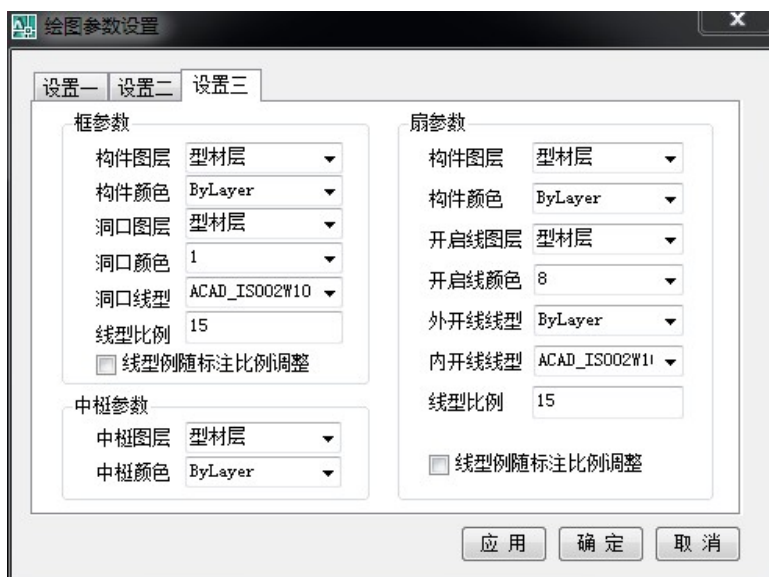 绘图参数设置
设置一 设置二 设置三
框参数
构件图层 型材层
构件颜色 ByLayer
洞口图层 型材层
洞口颜色 1
洞口线型 ACAD_ISO02W10
线型比例 15
线型例随标注比例调整
中梃参数
中梃图层 型材层
中梃颜色 ByLayer
扇参数
构件图层 型材层
构件颜色 ByLayer
开启线图层 型材层
开启线颜色 8
外开线线型 ByLayer
内开线线型 ACAD_ISO02W1
线型比例 15
线型例随标注比例调整
应用 确定 取消